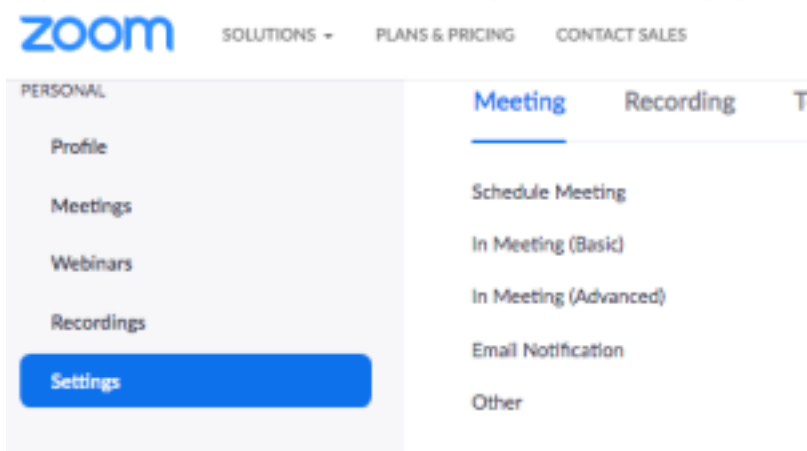 zoom SOLUTIONS PLANS & PRICING CONTACT SALES
PERSONAL
Profile
Meetings
Webinars
Recordings
Settings
Meeting Recording
Schedule Meeting
In Meeting (Basic)
In Meeting (Advanced)
Email Notification
Other